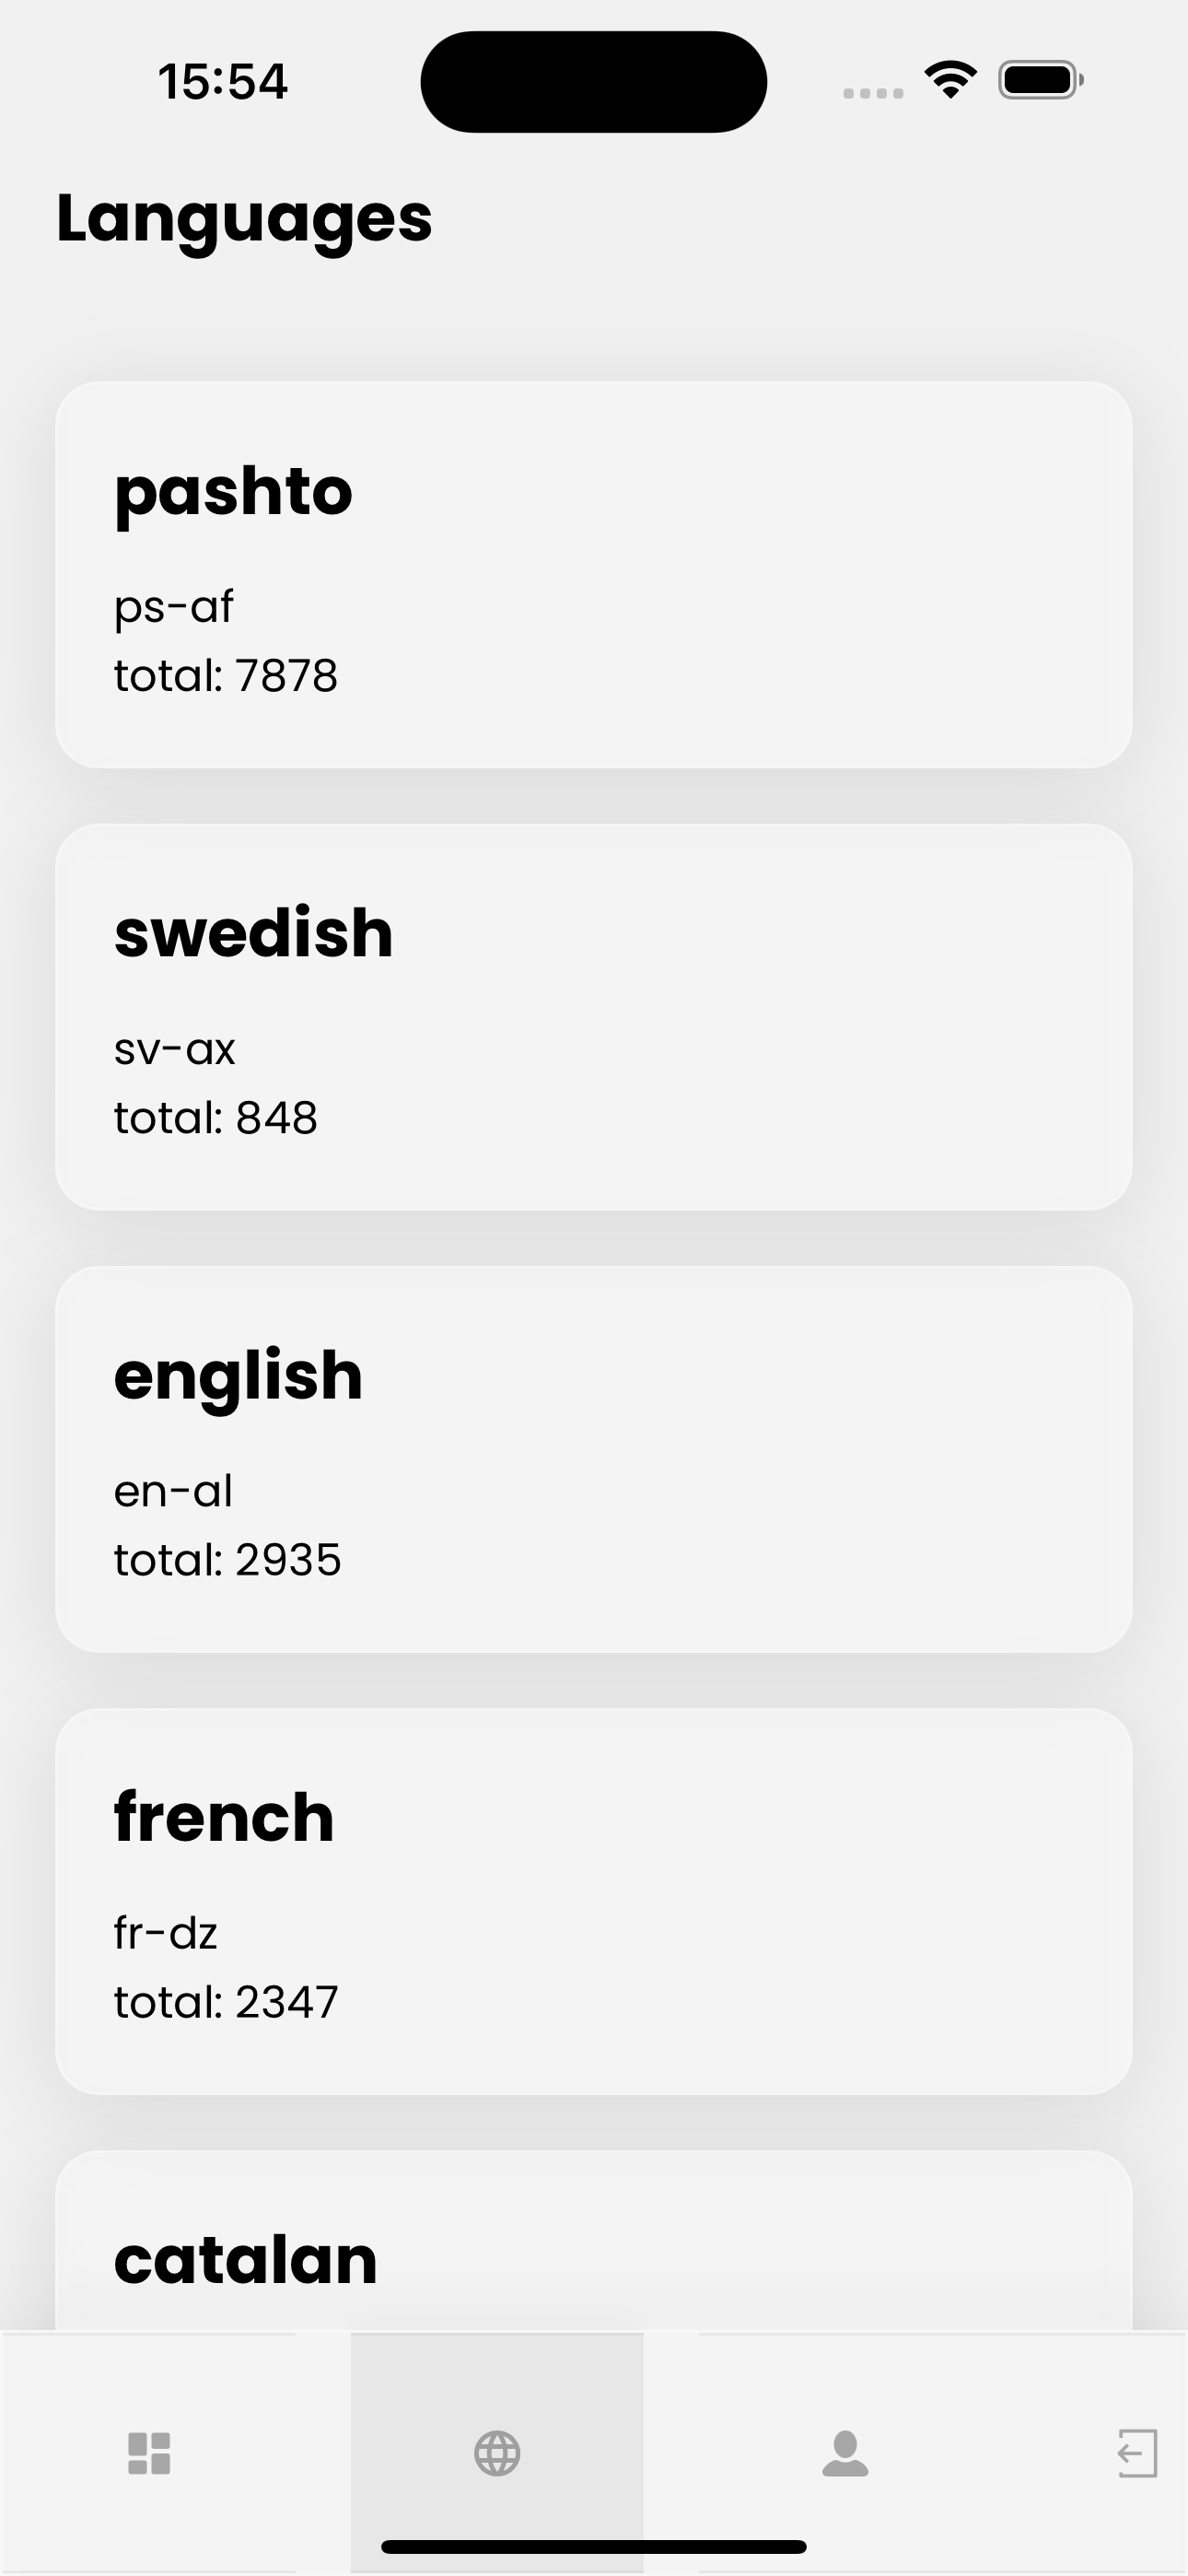 15:54
Languages
pashto
ps-af
total: 7878
swedish
sv-ax
total: 848
english
en-al
total: 2935
french
fr-dz
total: 2347
catalan